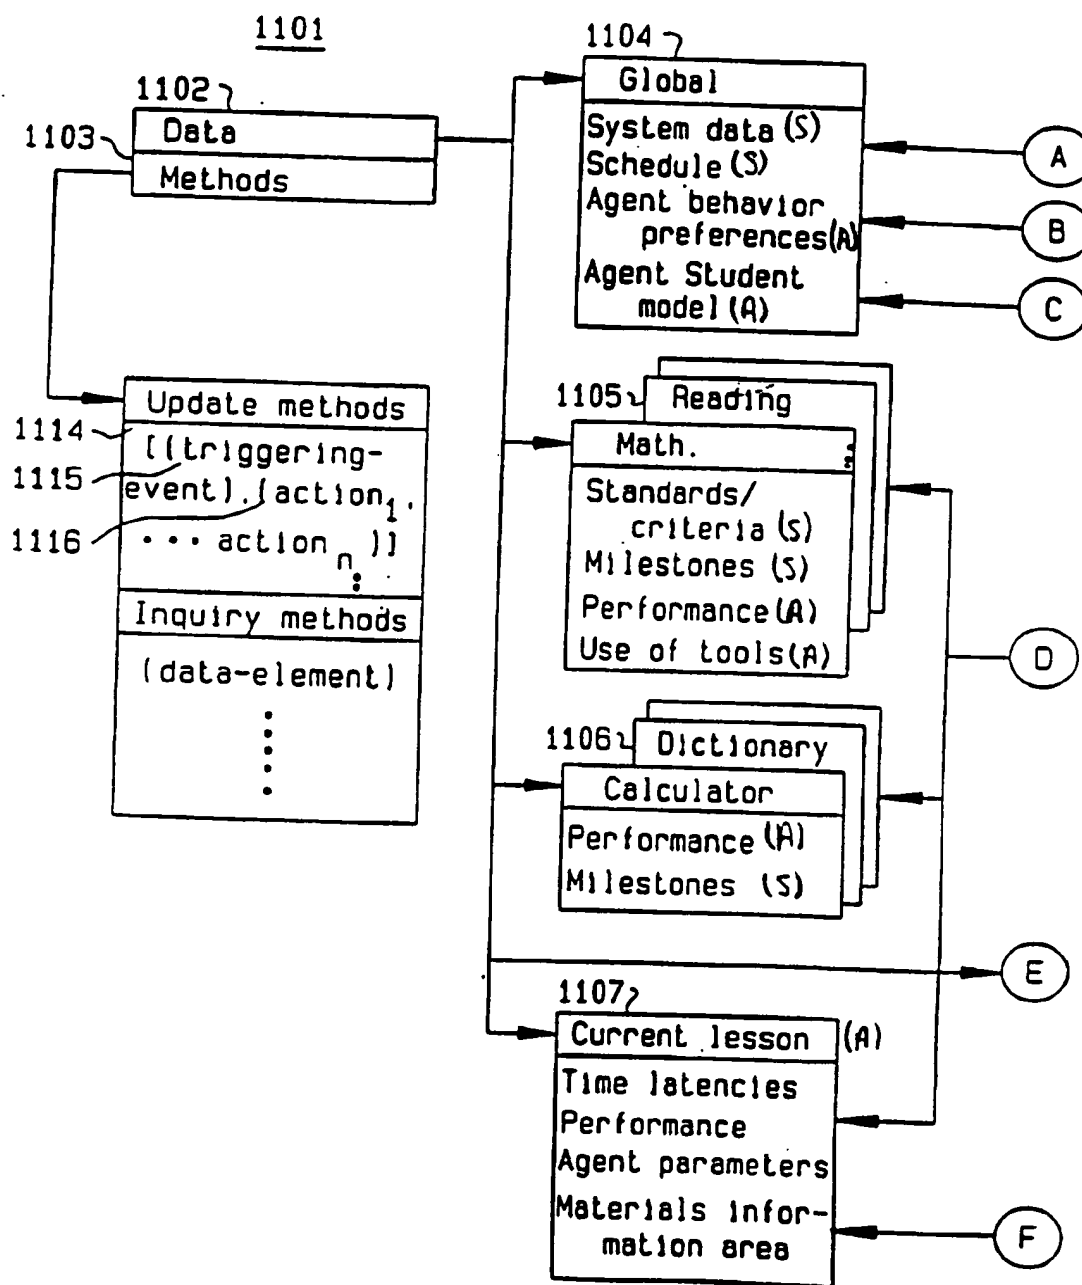 1101
1102
Data
1103
Methods
1104
Global
System data (S)
Schedule (S)
Agent behavior
preferences (A)
Agent Student
model (A)
A
B
C
Update methods
1114
[((triggering-
1115
event).(action1.
1116
••• actionn )]
Inquiry methods
(data-element)
1105
Reading
Math.
Standards/
criteria (S)
Milestones (S)
Performance (A)
Use of tools (A)
D
1106
Dictionary
Calculator
Performance (A)
Milestones (S)
E
1107
Current lesson (A)
Time latencies
Performance
Agent parameters
Materials infor-
mation area
F